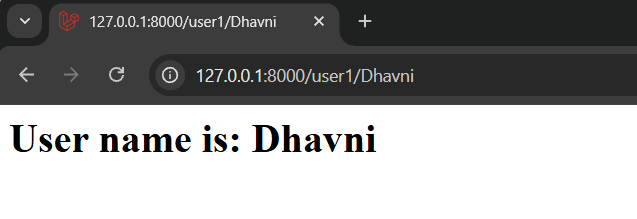 127.0.0.1:8000/user1/Dhavni
127.0.0.1:8000/user1/Dhavni
User name is: Dhavni